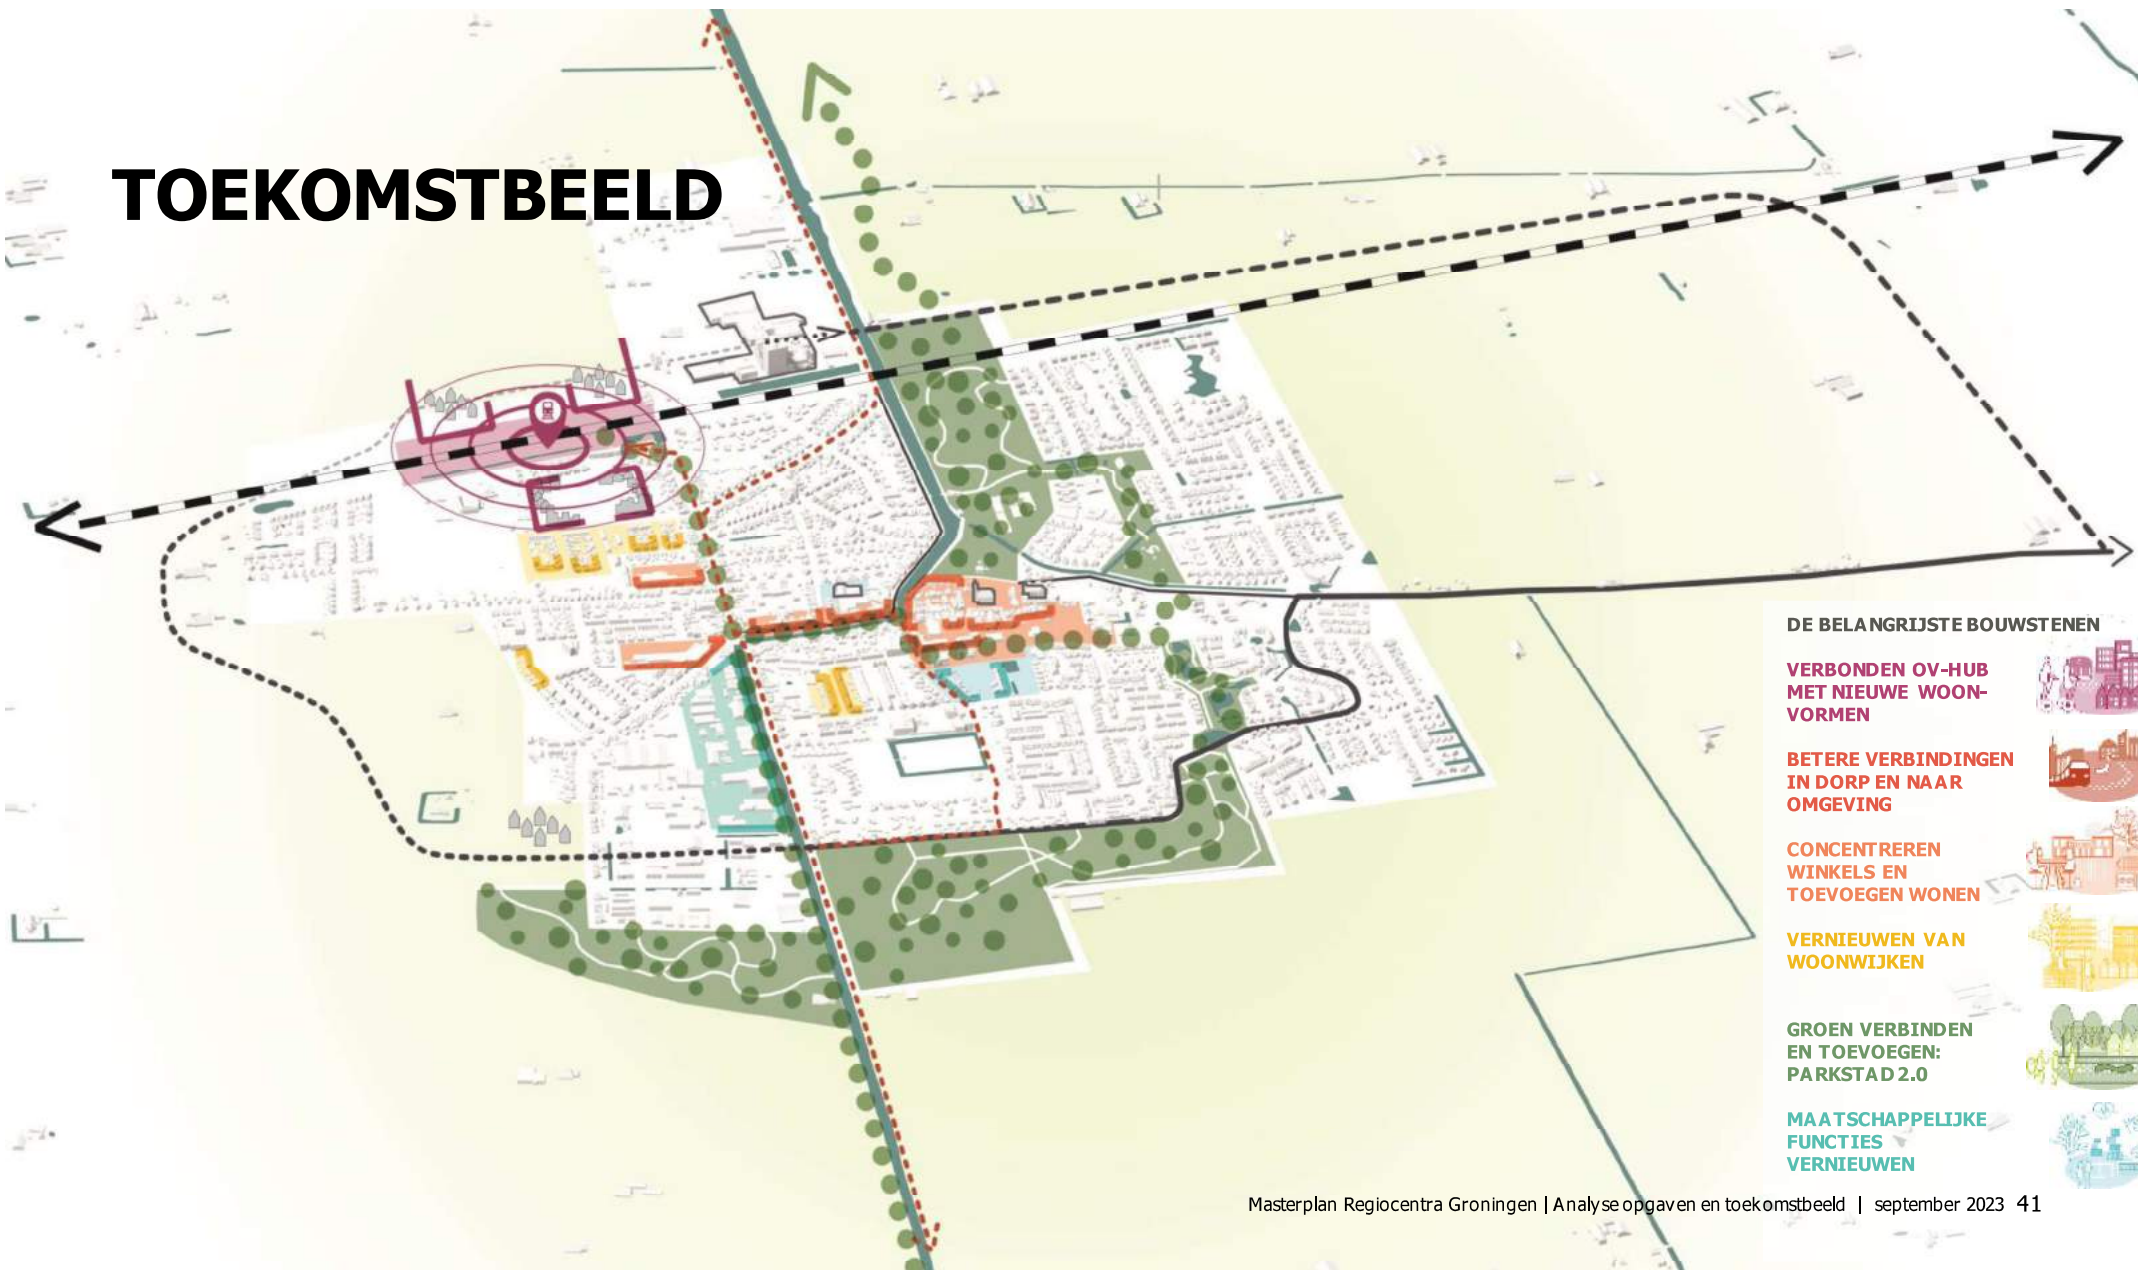 TOEKOMSTBEELD
DE BELANGRIJSTE BOUWSTENEN
VERBONDEN OV-HUB
MET NIEUWE WOON-
VORMEN
BETERE VERBINDINGEN
IN DORP EN NAAR
OMGEVING
CONCENTREREN
WINKELS EN
TOEVOEGEN WONEN
VERNIEUWEN VAN
WOONWIJKEN
GROEN VERBINDEN
EN TOEVOEGEN:
PARKSTAD 2.0
MAATSCHAPPELIJKE
FUNCTIES
VERNIEUWEN
Masterplan Regiocentra Groningen | Analyse opgaven en toekomstbeeld | september 2023 41